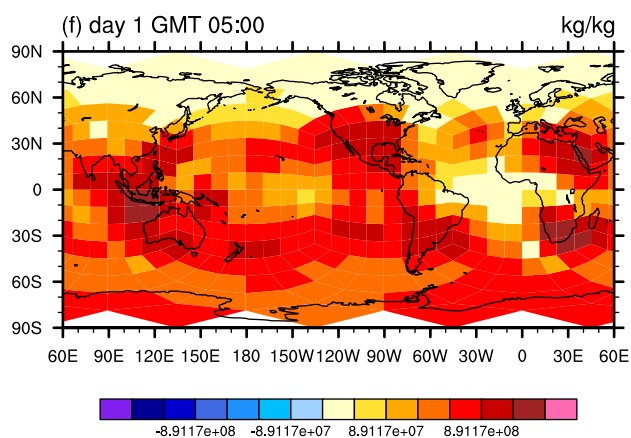 (f) day 1 GMT 05:00 kg/kg
90N
60N
30N
0
30S
60S
90S
60E 90E 120E 150E 180 150W 120W 90W 60W 30W 0 30E 60E
-8.9117e+08 -8.9117e+07 8.9117e+07 8.9117e+08